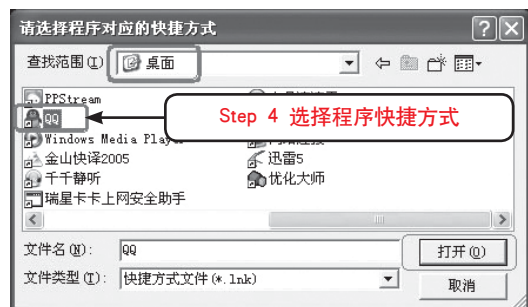 请选择程序对应的快捷方式
查找范围(I): 桌面
PPStream
QQ
Step 4 选择程序快捷方式
Windows Media Player
金山快译2005
迅雷5
千千静听
优化大师
瑞星卡卡上网安全助手
文件名(N): QQ
打开(O)
文件类型(T): 快捷方式文件(*.lnk)
取消